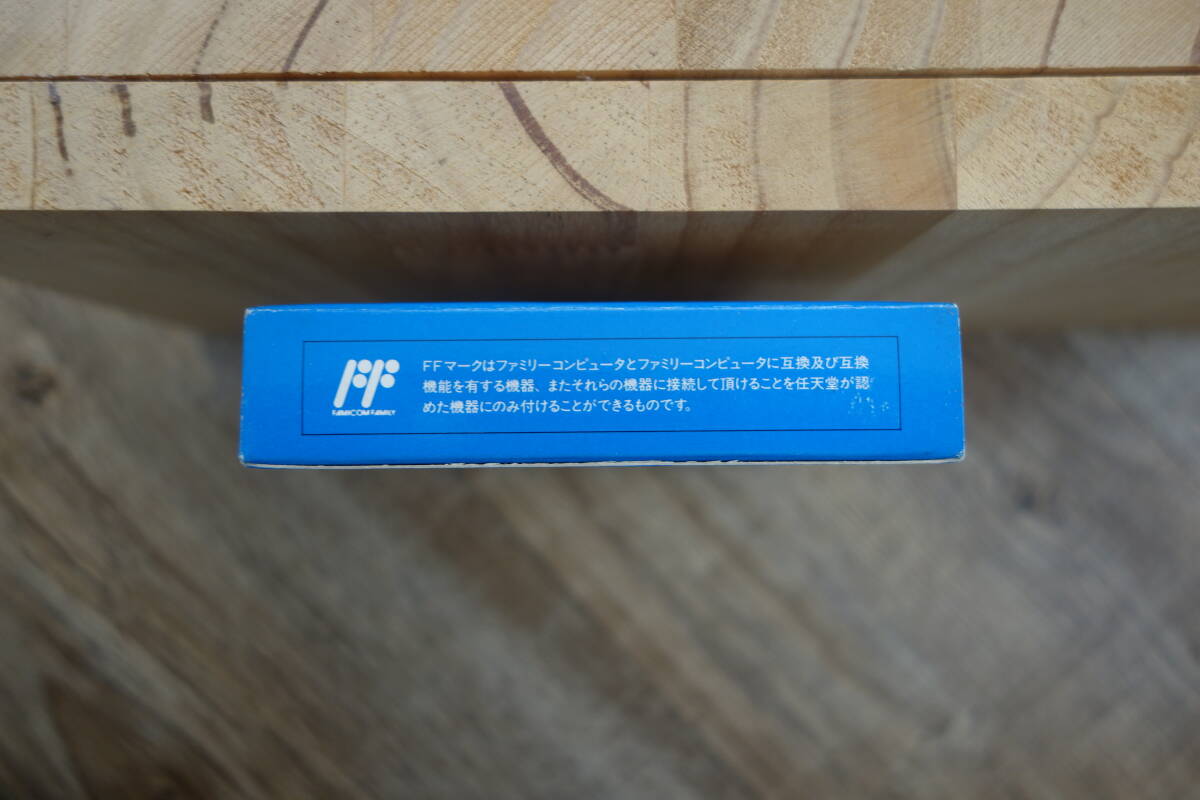 FFマークはファミリーコンピュータとファミリーコンピュータに互換及び互換
機能を有する機器、またそれらの機器に接続して頂けることを任天堂が認
めた機器にのみ付けることができるものです。
FF
FAMICOM FAMILY